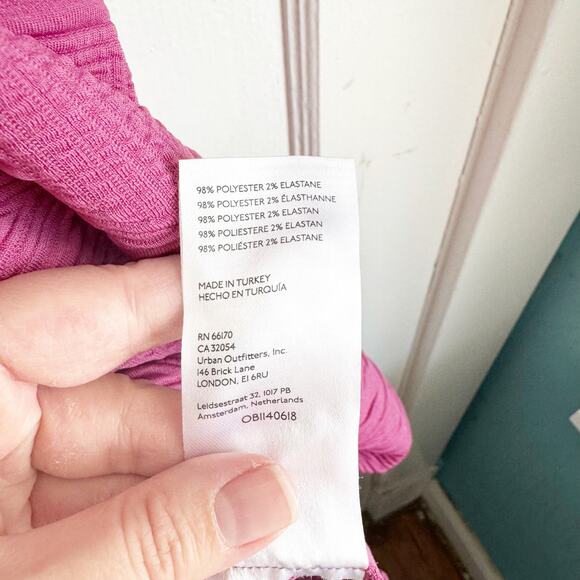 98% POLYESTER 2% ELASTANE
98% POLYESTER 2% ÉLASTHANNE
98% POLYESTER 2% ELASTAN
98% POLIESTERE 2% ELASTAN
98% POLIÉSTER 2% ELASTANE
MADE IN TURKEY
HECHO EN TURQUÍA
RN 66170
CA 32054
Urban Outfitters, Inc.
146 Brick Lane
LONDON, E1 6RU
Leidsestraat 32, 1017 PB
Amsterdam, Netherlands
OB1140618